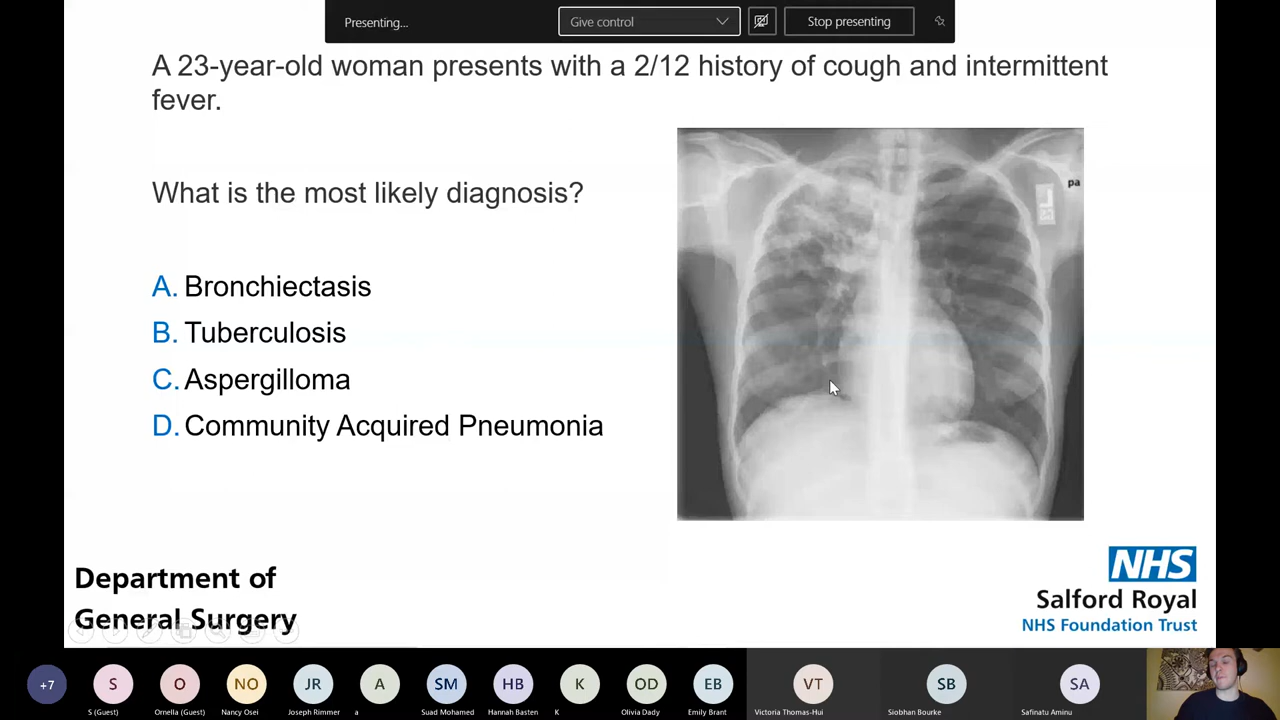 Presenting...
Give control
Stop presenting
A 23-year-old woman presents with a 2/12 history of cough and intermittent
fever.
What is the most likely diagnosis?
A. Bronchiectasis
B. Tuberculosis
C. Aspergilloma
D. Community Acquired Pneumonia
pa
L
Department of
General Surgery
NHS
Salford Royal
NHS Foundation Trust
+7
S
O
NO
JR
A
SM
HB
K
OD
EB
VT
SB
SA
S (Guest)
Ornella (Guest)
Nancy Osei
Joseph Rimmer
a
Suad Mohamed
Hannah Basten
K
Olivia Dady
Emily Brant
Victoria Thomas-Hui
Siobhan Bourke
Safinatu Aminu